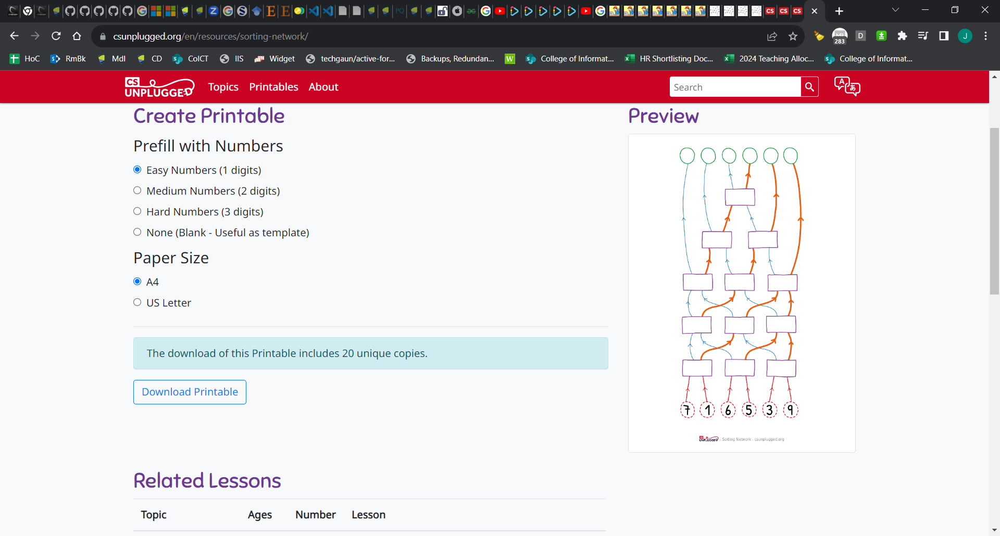 csunplugged.org/en/resources/sorting-network/
283
D
J
HoC
RmBk
Mdl
CD
CoICT
IIS
Widget
techgaun/active-for...
Backups, Redundan...
W
College of Informat...
HR Shortlisting Doc...
2024 Teaching Alloc...
College of Informat...
CS UNPLUGGED
Topics
Printables
About
Search
Create Printable
Preview
Prefill with Numbers
Easy Numbers (1 digits)
Medium Numbers (2 digits)
Hard Numbers (3 digits)
None (Blank - Useful as template)
Paper Size
A4
US Letter
The download of this Printable includes 20 unique copies.
Download Printable
7 1 6 5 3 9
UNPLUGGED - Sorting Network - csunplugged.org
Related Lessons
Topic Ages Number Lesson